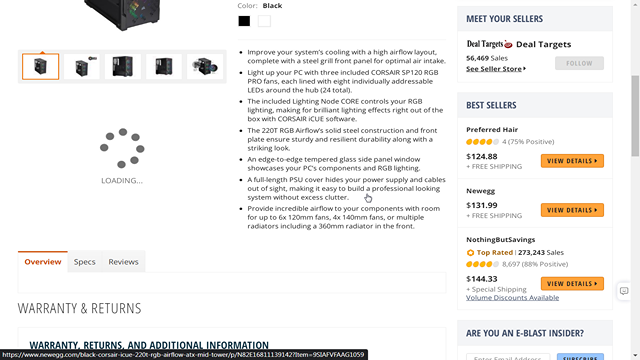 Color: Black
Improve your system's cooling with a high airflow layout,
complete with a steel grill front panel for optimal air intake.
Light up your PC with three included CORSAIR SP120 RGB
PRO fans, each lined with eight individually addressable
LEDs around the hub (24 total).
The included Lighting Node CORE controls your RGB
lighting, making for brilliant lighting effects right out of the
box with CORSAIR iCUE software.
The 220T RGB Airflow's solid steel construction and front
plate ensure sturdy and resilient durability along with a
striking look.
An edge-to-edge tempered glass side panel window
showcases your PC's components and RGB lighting.
A full-length PSU cover hides your power supply and cables
out of sight, making it easy to build a professional looking
system without excess clutter.
Provide incredible airflow to your components with room
for up to 6x 120mm fans, 4x 140mm fans, or multiple
radiators including a 360mm radiator in the front.
LOADING...
Overview Specs Reviews
WARRANTY & RETURNS
WARRANTY, RETURNS, AND ADDITIONAL INFORMATION
https://www.newegg.com/black-corsair-icue-220t-rgb-airflow-atx-mid-tower/p/N82E16811139142?Item=9SIAFVFAAG1059
MEET YOUR SELLERS
Deal Targets Deal Targets
56,469 Sales
See Seller Store
FOLLOW
BEST SELLERS
Preferred Hair
4 (75% Positive)
$124.88
+ FREE SHIPPING
VIEW DETAILS
Newegg
$131.99
+ FREE SHIPPING
VIEW DETAILS
NothingButSavings
Top Rated | 273,243 Sales
8,697 (88% Positive)
$144.33
+ Special Shipping
VIEW DETAILS
Volume Discounts Available
ARE YOU AN E-BLAST INSIDER?
Enter Email Address
SUBSCRIBE